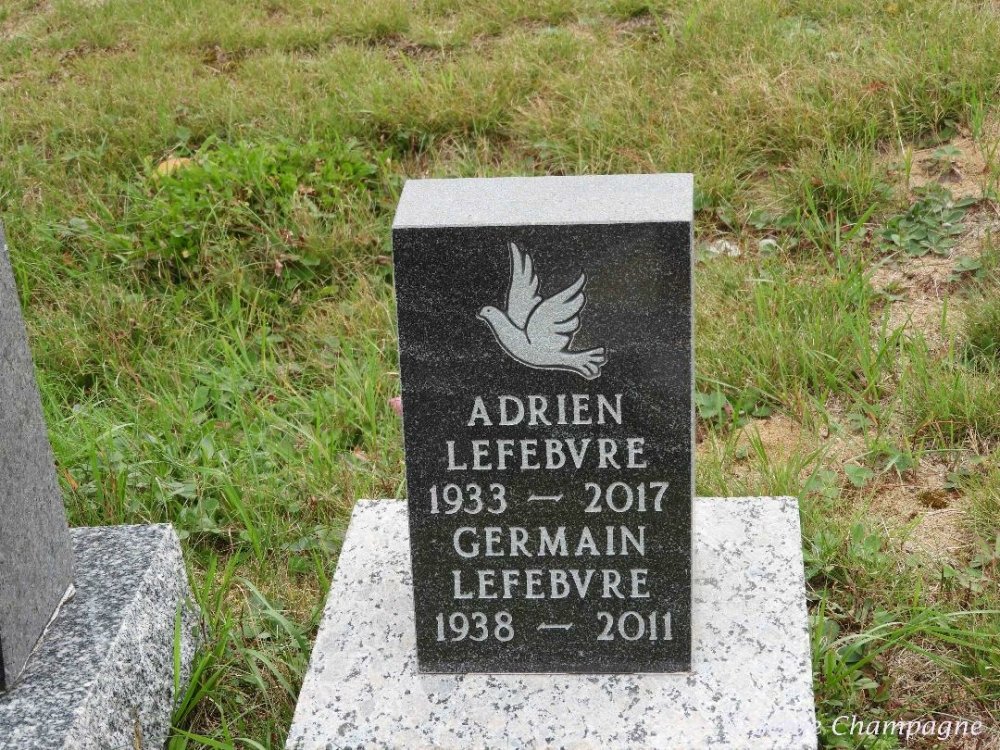 ADRIEN
LEFEBVRE
1933 — 2017
GERMAIN
LEFEBVRE
1938 — 2011
Champagne